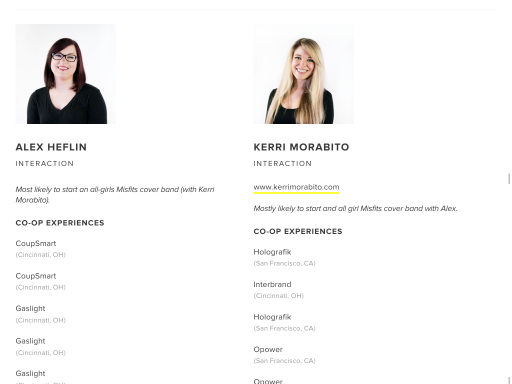 ALEX HEFLIN
INTERACTION
Most likely to start an all-girls Misfits cover band (with Kerri
Morabito).
CO-OP EXPERIENCES
CoupSmart
(Cincinnati, OH)
CoupSmart
(Cincinnati, OH)
Gaslight
(Cincinnati, OH)
Gaslight
(Cincinnati, OH)
Gaslight
(Cincinnati, OH)
KERRI MORABITO
INTERACTION
www.kerrimorabito.com
Mostly likely to start and all girl Misfits cover band with Alex.
CO-OP EXPERIENCES
Holografik
(San Francisco, CA)
Interbrand
(Cincinnati, OH)
Holografik
(San Francisco, CA)
Opower
(San Francisco, CA)
Opower